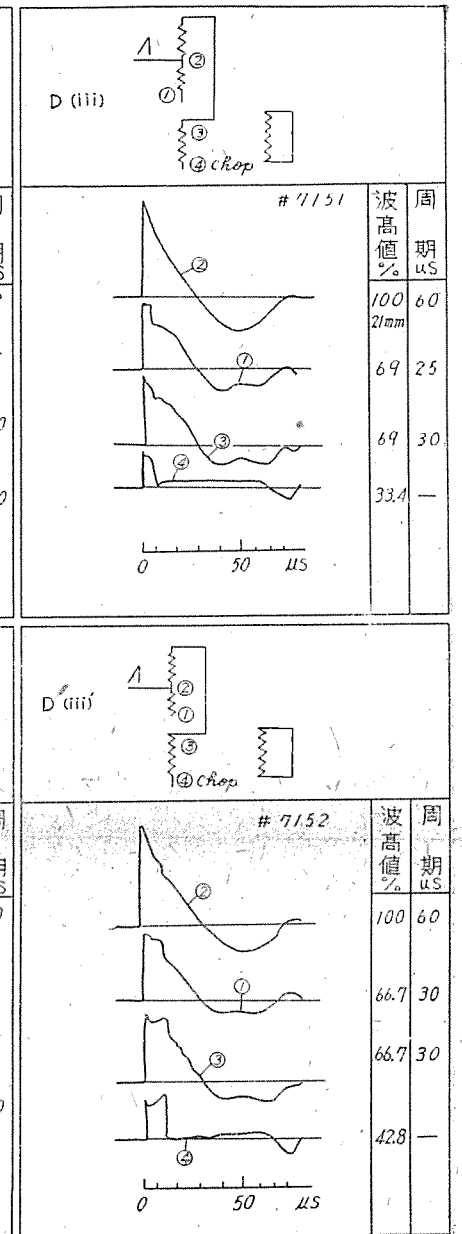 D (iii)
②
①
③
④ chop
#7151
波高値 %
周期 us
②
①
③
④
100 60
21mm
69 25
69 30
33.4 —
0 50 μs
D'(iii)'
②
①
③
④ chop
#7152
波高値 %
周期 us
②
①
③
④
100 60
66.7 30
66.7 30
42.8 —
0 50 μs